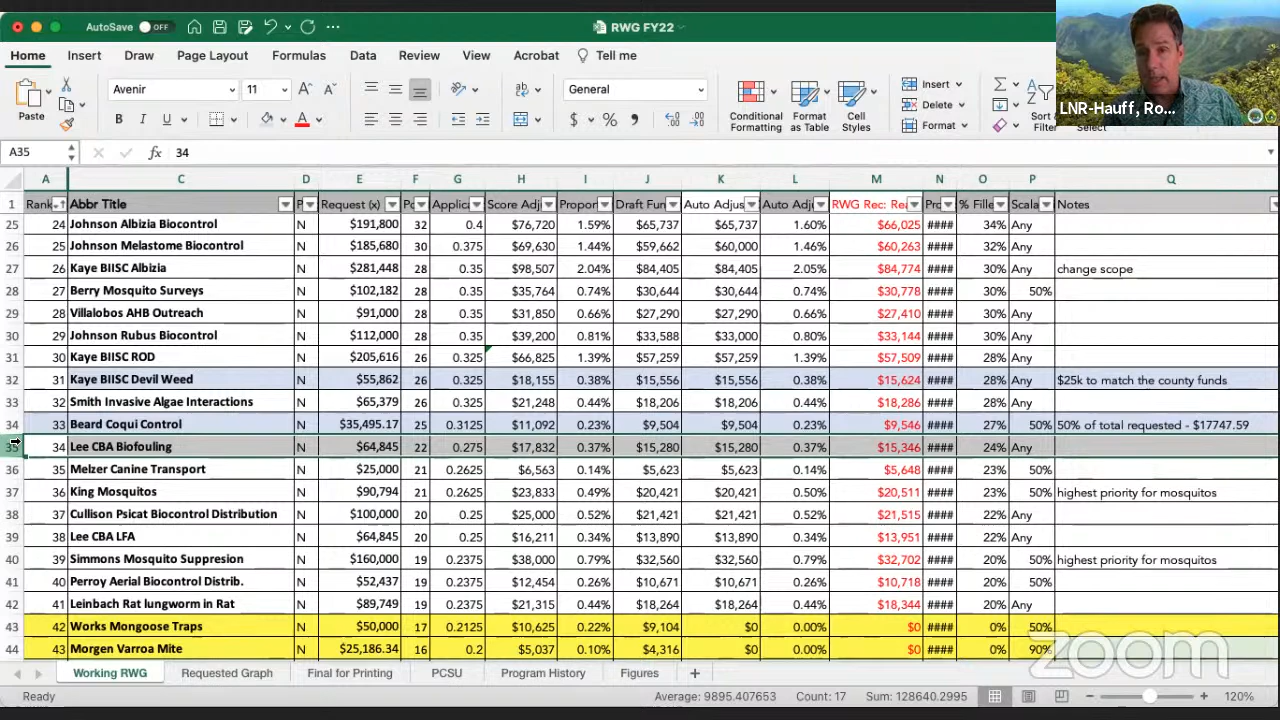 AutoSave OFF RWG FY22
Home Insert Draw Page Layout Formulas Data Review View Acrobat Tell me
Avenir 11 General Insert
Paste B I U A $ % Conditional Formatting Format as Table Cell Styles Delete Format Sort & Filter Select
LNR-Hauff, Ro...
A35 fx 34
A C D E F G H I J K L M N O P Q
1 Rank Abbr Title P Request (x) Po Applica Score Adj Propor Draft Fun Auto Adjus Auto Adj RWG Rec: Re Pro % Fille Scala Notes
25 24 Johnson Albizia Biocontrol N $191,800 32 0.4 $76,720 1.59% $65,737 $65,737 1.60% $66,025 #### 34% Any
26 25 Johnson Melastome Biocontrol N $185,680 30 0.375 $69,630 1.44% $59,662 $60,000 1.46% $60,263 #### 32% Any
27 26 Kaye BIISC Albizia N $281,448 28 0.35 $98,507 2.04% $84,405 $84,405 2.05% $84,774 #### 30% Any change scope
28 27 Berry Mosquito Surveys N $102,182 28 0.35 $35,764 0.74% $30,644 $30,644 0.74% $30,778 #### 30% 50%
29 28 Villalobos AHB Outreach N $91,000 28 0.35 $31,850 0.66% $27,290 $27,290 0.66% $27,410 #### 30% Any
30 29 Johnson Rubus Biocontrol N $112,000 28 0.35 $39,200 0.81% $33,588 $33,000 0.80% $33,144 #### 30% Any
31 30 Kaye BIISC ROD N $205,616 26 0.325 $66,825 1.39% $57,259 $57,259 1.39% $57,509 #### 28% Any
32 31 Kaye BIISC Devil Weed N $55,862 26 0.325 $18,155 0.38% $15,556 $15,556 0.38% $15,624 #### 28% Any $25k to match the county funds
33 32 Smith Invasive Algae Interactions N $65,379 26 0.325 $21,248 0.44% $18,206 $18,206 0.44% $18,286 #### 28% Any
34 33 Beard Coqui Control N $35,495.17 25 0.3125 $11,092 0.23% $9,504 $9,504 0.23% $9,546 #### 27% 50% 50% of total requested - $17747.59
35 34 Lee CBA Biofouling N $64,845 22 0.275 $17,832 0.37% $15,280 $15,280 0.37% $15,346 #### 24% Any
36 35 Melzer Canine Transport N $25,000 21 0.2625 $6,563 0.14% $5,623 $5,623 0.14% $5,648 #### 23% 50%
37 36 King Mosquitos N $90,794 21 0.2625 $23,833 0.49% $20,421 $20,421 0.50% $20,511 #### 23% 50% highest priority for mosquitos
38 37 Cullison Psicat Biocontrol Distribution N $100,000 20 0.25 $25,000 0.52% $21,421 $21,421 0.52% $21,515 #### 22% Any
39 38 Lee CBA LFA N $64,845 20 0.25 $16,211 0.34% $13,890 $13,890 0.34% $13,951 #### 22% Any
40 39 Simmons Mosquito Suppresion N $160,000 19 0.2375 $38,000 0.79% $32,560 $32,560 0.79% $32,702 #### 20% 50% highest priority for mosquitos
41 40 Perroy Aerial Biocontrol Distrib. N $52,437 19 0.2375 $12,454 0.26% $10,671 $10,671 0.26% $10,718 #### 20% 50%
42 41 Leinbach Rat lungworm in Rat N $89,749 19 0.2375 $21,315 0.44% $18,264 $18,264 0.44% $18,344 #### 20% Any
43 42 Works Mongoose Traps N $50,000 17 0.2125 $10,625 0.22% $9,104 $0 0.00% $0 #### 0% 50%
44 43 Morgen Varroa Mite N $25,186.34 16 0.2 $5,037 0.10% $4,316 $0 0.00% $0 #### 0% 90%
zoom
Working RWG Requested Graph Final for Printing PCSU Program History Figures +
Ready Average: 9895.407653 Count: 17 Sum: 128640.2995 120%